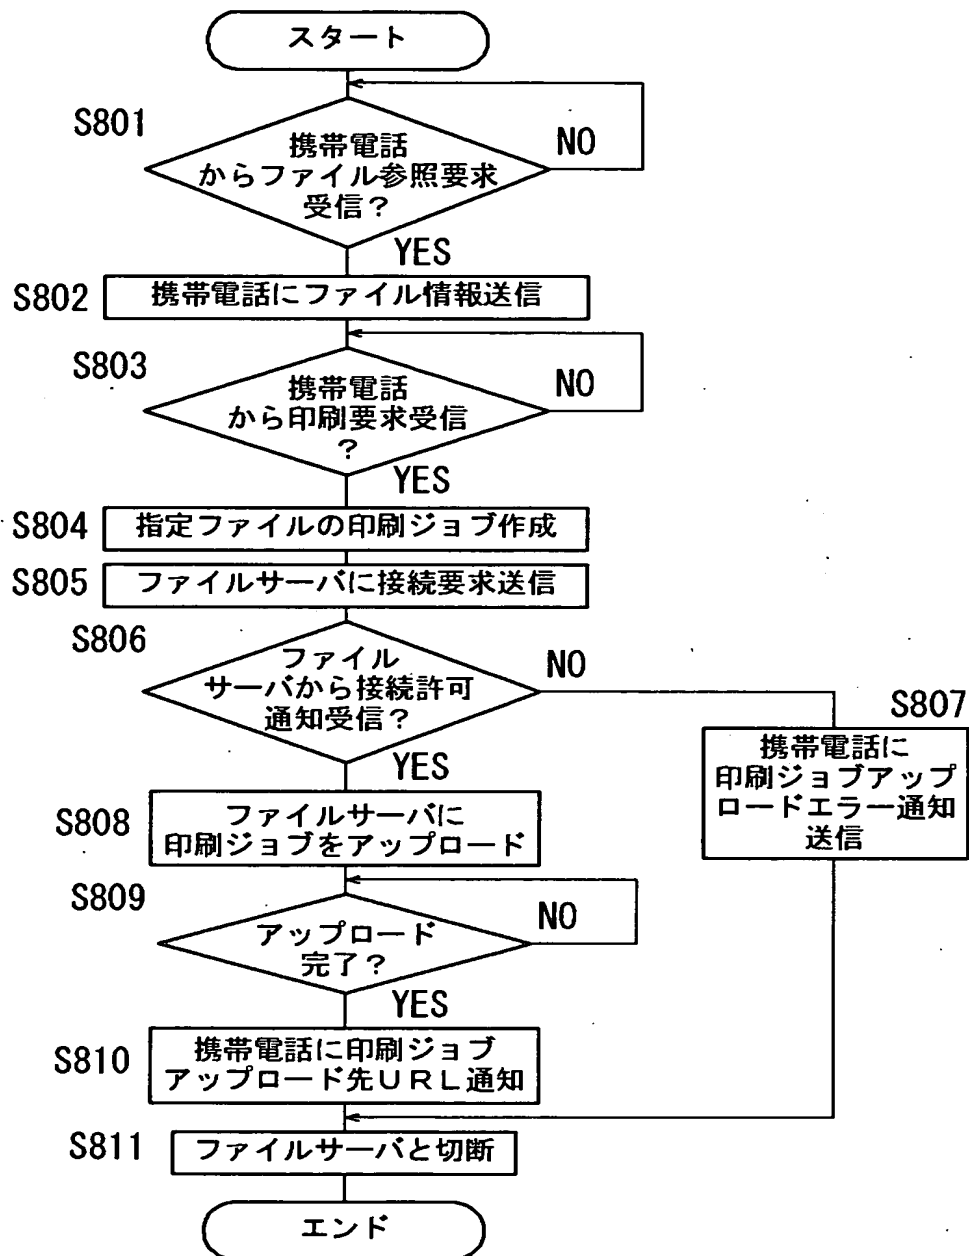 スタート
S801
携帯電話
からファイル参照要求
受信?
NO
YES
S802
携帯電話にファイル情報送信
S803
携帯電話
から印刷要求受信
?
NO
YES
S804
指定ファイルの印刷ジョブ作成
S805
ファイルサーバに接続要求送信
S806
ファイル
サーバから接続許可
通知受信?
NO
YES
S807
携帯電話に
印刷ジョブアップ
ロードエラー通知
送信
S808
ファイルサーバに
印刷ジョブをアップロード
S809
アップロード
完了?
NO
YES
S810
携帯電話に印刷ジョブ
アップロード先URL通知
S811
ファイルサーバと切断
エンド